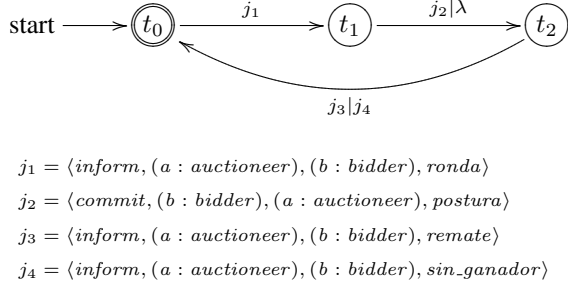 start t₀ j₁ t₁ j₂|λ t₂
j₃|j₄
j₁ = ⟨inform, (a : auctioneer), (b : bidder), ronda⟩
j₂ = ⟨commit, (b : bidder), (a : auctioneer), postura⟩
j₃ = ⟨inform, (a : auctioneer), (b : bidder), remate⟩
j₄ = ⟨inform, (a : auctioneer), (b : bidder), sin_ganador⟩